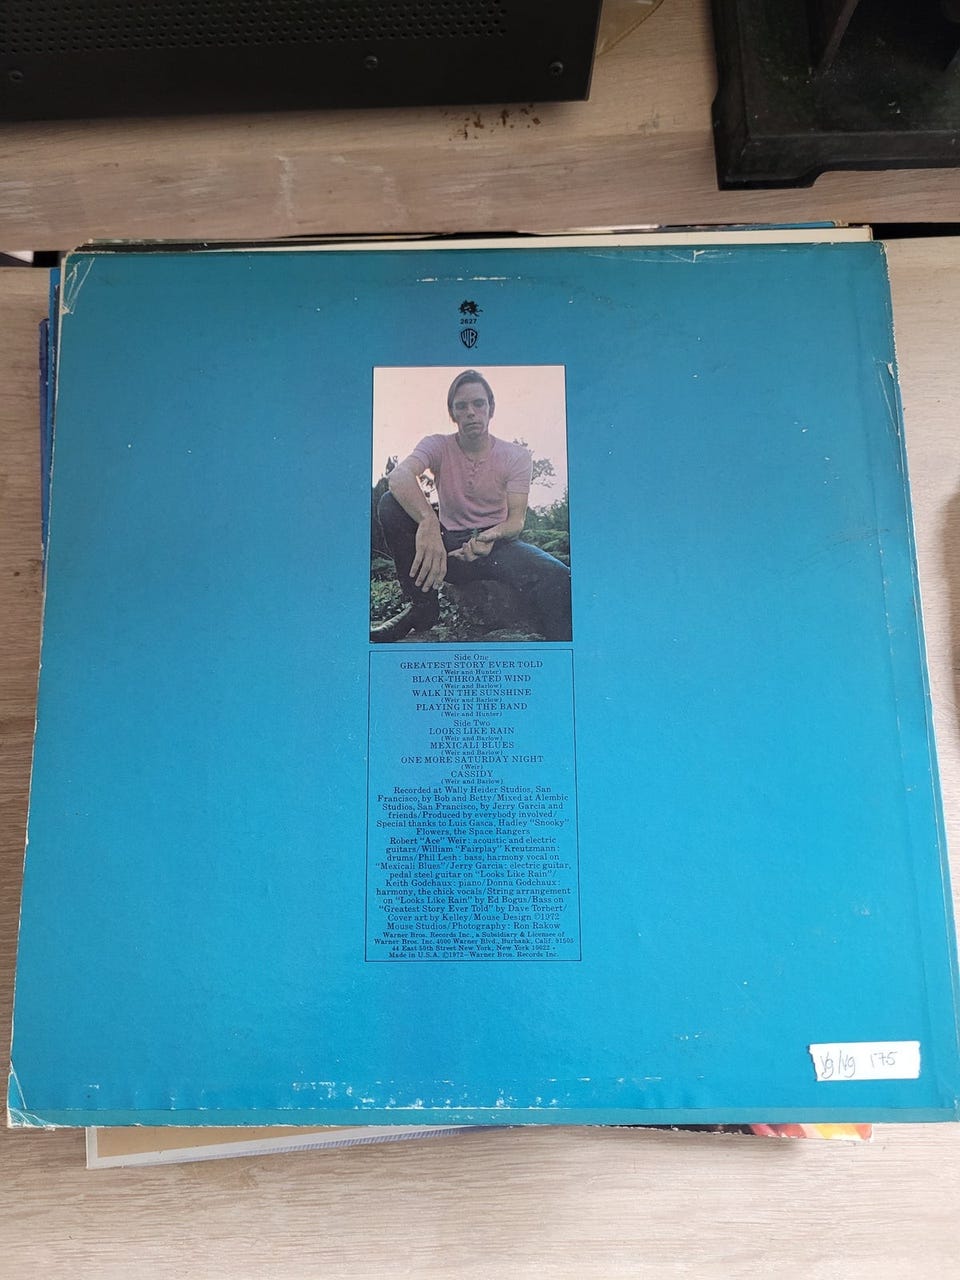 2627
WB
Side One
GREATEST STORY EVER TOLD
(Weir and Hunter)
BLACK-THROATED WIND
(Weir and Barlow)
WALK IN THE SUNSHINE
(Weir and Barlow)
PLAYING IN THE BAND
(Weir and Hunter)
Side Two
LOOKS LIKE RAIN
(Weir and Barlow)
MEXICALI BLUES
(Weir and Barlow)
ONE MORE SATURDAY NIGHT
(Weir)
CASSIDY
(Weir and Barlow)
Recorded at Wally Heider Studios, San
Francisco, by Bob and Betty/Mixed at Alembic
Studios, San Francisco, by Jerry Garcia and
friends/Produced by everybody involved/
Special thanks to Luis Gasca, Hadley "Snooky"
Flowers, the Space Rangers
Robert "Ace" Weir: acoustic and electric
guitars/William "Fairplay" Kreutzmann:
drums/Phil Lesh: bass, harmony vocal on
"Mexicali Blues"/Jerry Garcia: electric guitar,
pedal steel guitar on "Looks Like Rain"/
Keith Godchaux: piano/Donna Godchaux:
harmony, the chick vocals/String arrangement
on "Looks Like Rain" by Ed Bogus/Bass on
"Greatest Story Ever Told" by Dave Torbert/
Cover art by Kelley/Mouse Design ©1972
Mouse Studios/Photography: Ron Rakow
Warner Bros. Records Inc., a Subsidiary & Licensee of
Warner Bros. Inc. 4000 Warner Blvd., Burbank, Calif. 91505
44 East 50th Street New York, New York 10022 •
Made in U.S.A. ©1972—Warner Bros. Records Inc.
vg/vg 175